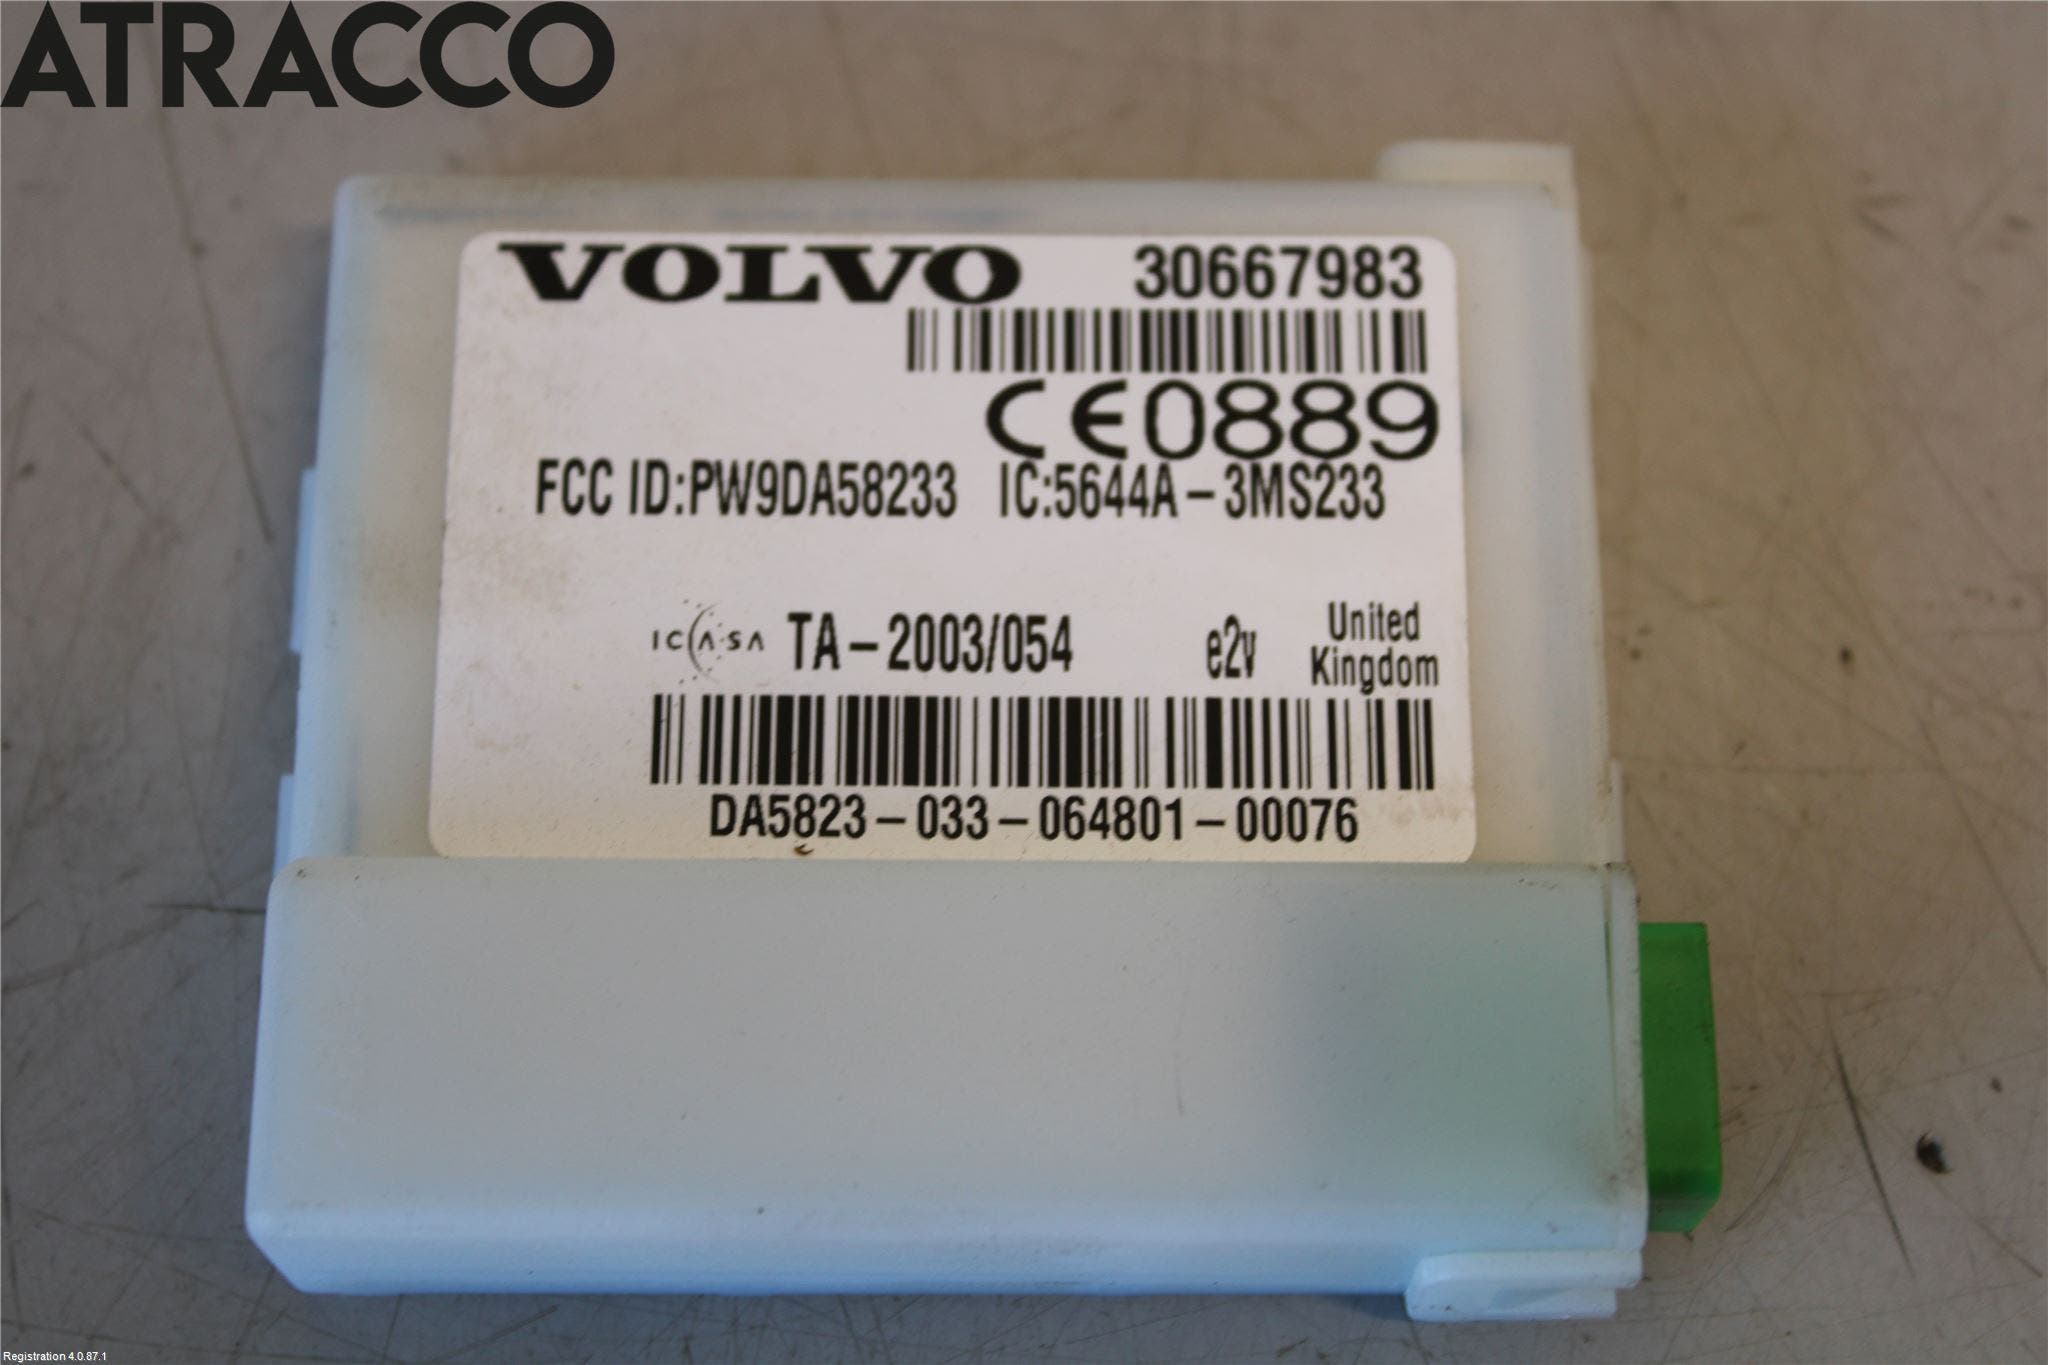 ATRACCO
VOLVO 30667983
CE0889
FCC ID:PW9DA58233 IC:5644A-3MS233
ICASA TA-2003/054 e2v United Kingdom
DA5823-033-064801-00076
Registration 4.0.87.1